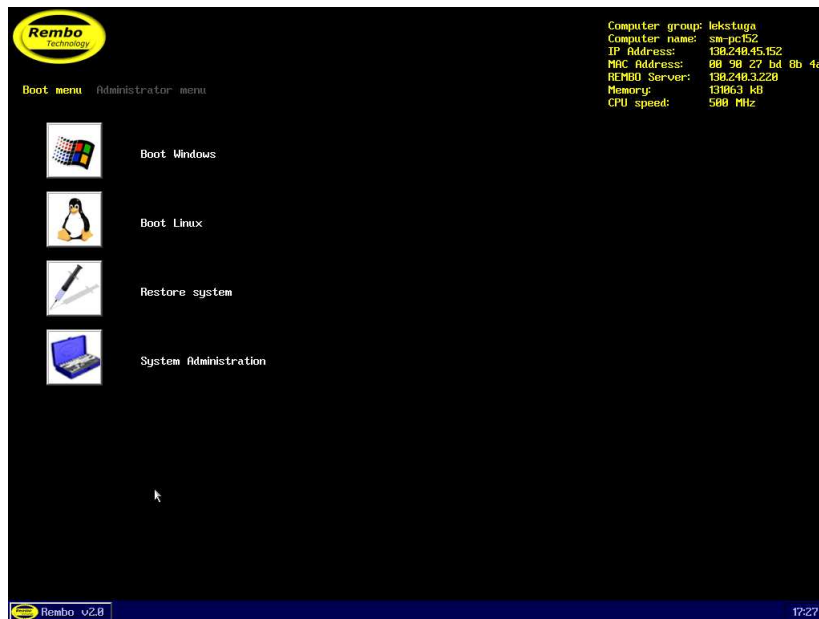 Rembo
Technology
Computer group: lekstuga
Computer name: sm-pc152
IP Address: 130.240.45.152
MAC Address: 00 90 27 bd 8b 4a
REMBO Server: 130.240.3.220
Memory: 131063 kB
CPU speed: 500 MHz
Boot menu Administrator menu
Boot Windows
Boot Linux
Restore system
System Administration
Rembo v2.0
17:27